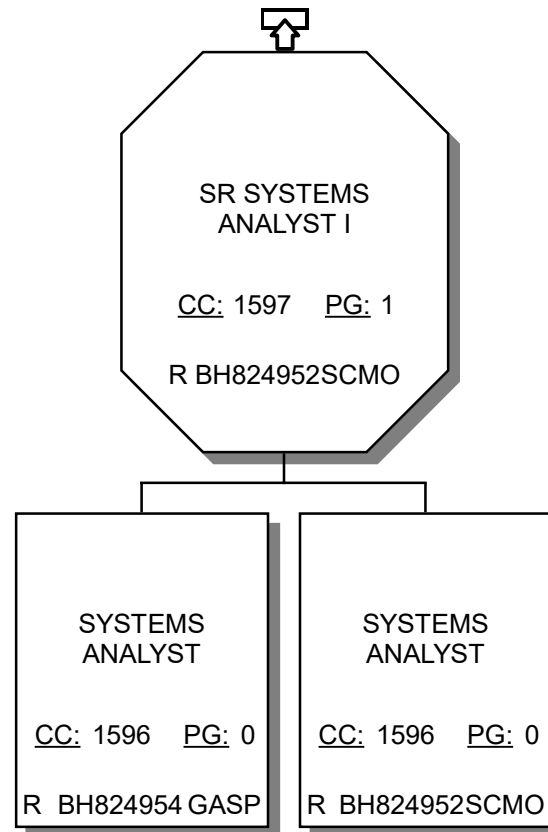 SR SYSTEMS
ANALYST I
CC: 1597 PG: 1
R BH824952SCMO
SYSTEMS
ANALYST
CC: 1596 PG: 0
R BH824954 GASP
SYSTEMS
ANALYST
CC: 1596 PG: 0
R BH824952SCMO